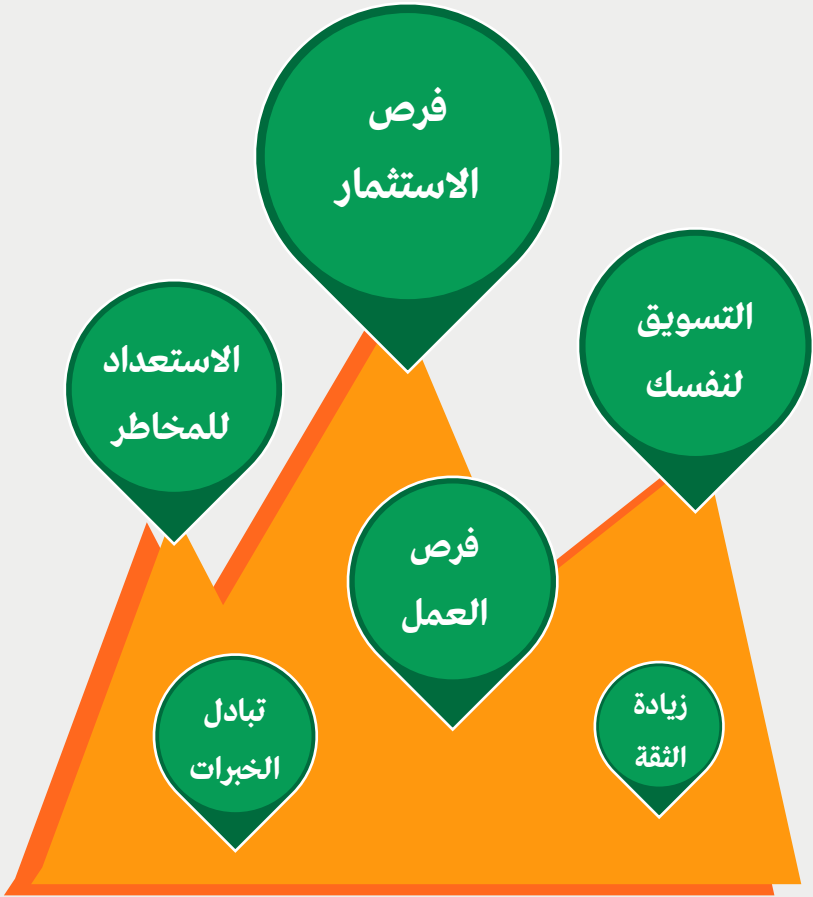 فرص
الاستثمار
التسويق
لنفسك
الاستعداد
للمخاطر
فرص
العمل
زيادة
الثقة
تبادل
الخبرات